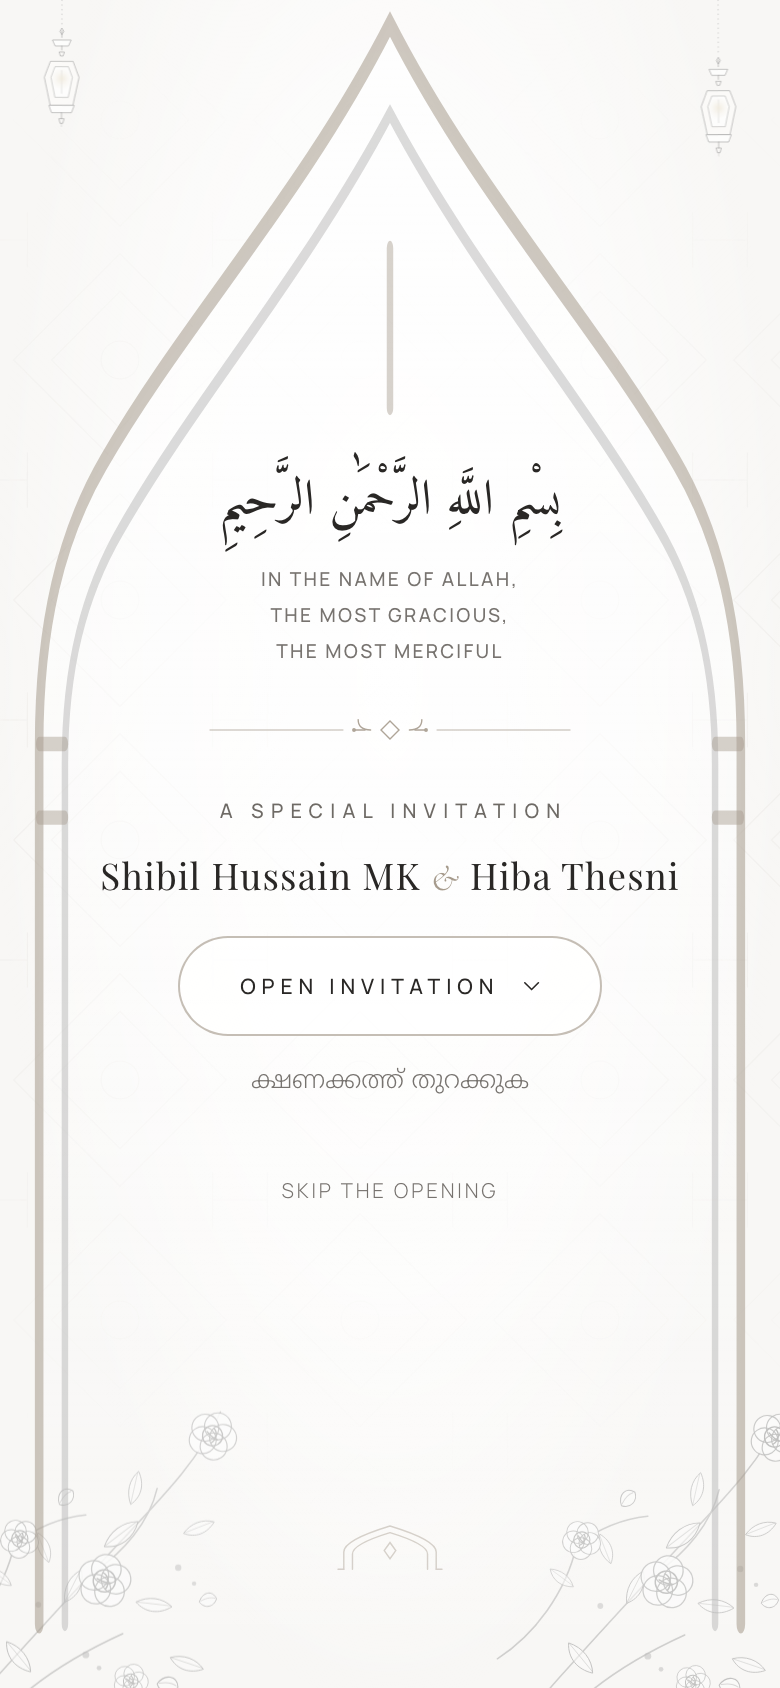 بِسْمِ اللَّهِ الرَّحْمَٰنِ الرَّحِيمِ
IN THE NAME OF ALLAH,
THE MOST GRACIOUS,
THE MOST MERCIFUL
A SPECIAL INVITATION
Shibil Hussain MK & Hiba Thesni
OPEN INVITATION
ക്ഷണക്കത്ത് തുറക്കുക
SKIP THE OPENING